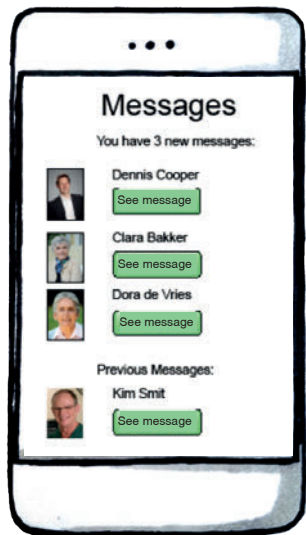 Messages
You have 3 new messages:
Dennis Cooper
See message
Clara Bakker
See message
Dora de Vries
See message
Previous Messages:
Kim Smit
See message